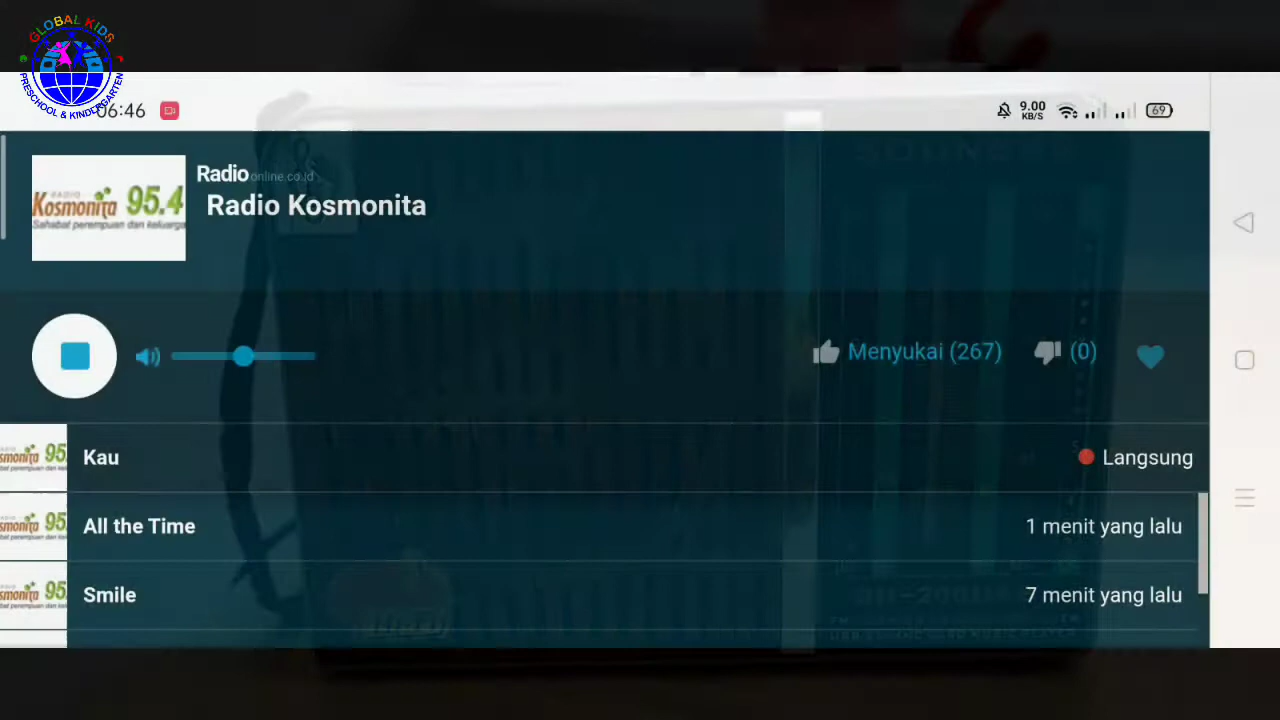 GLOBAL KIDS
PRESCHOOL & KINDERGARTEN
06:46
9.00
KB/S
69
RADIO
Kosmonita 95.4
Sahabat perempuan dan keluarga
Radioonline.co.id
Radio Kosmonita
Menyukai (267)
(0)
Kau
Langsung
All the Time
1 menit yang lalu
Smile
7 menit yang lalu